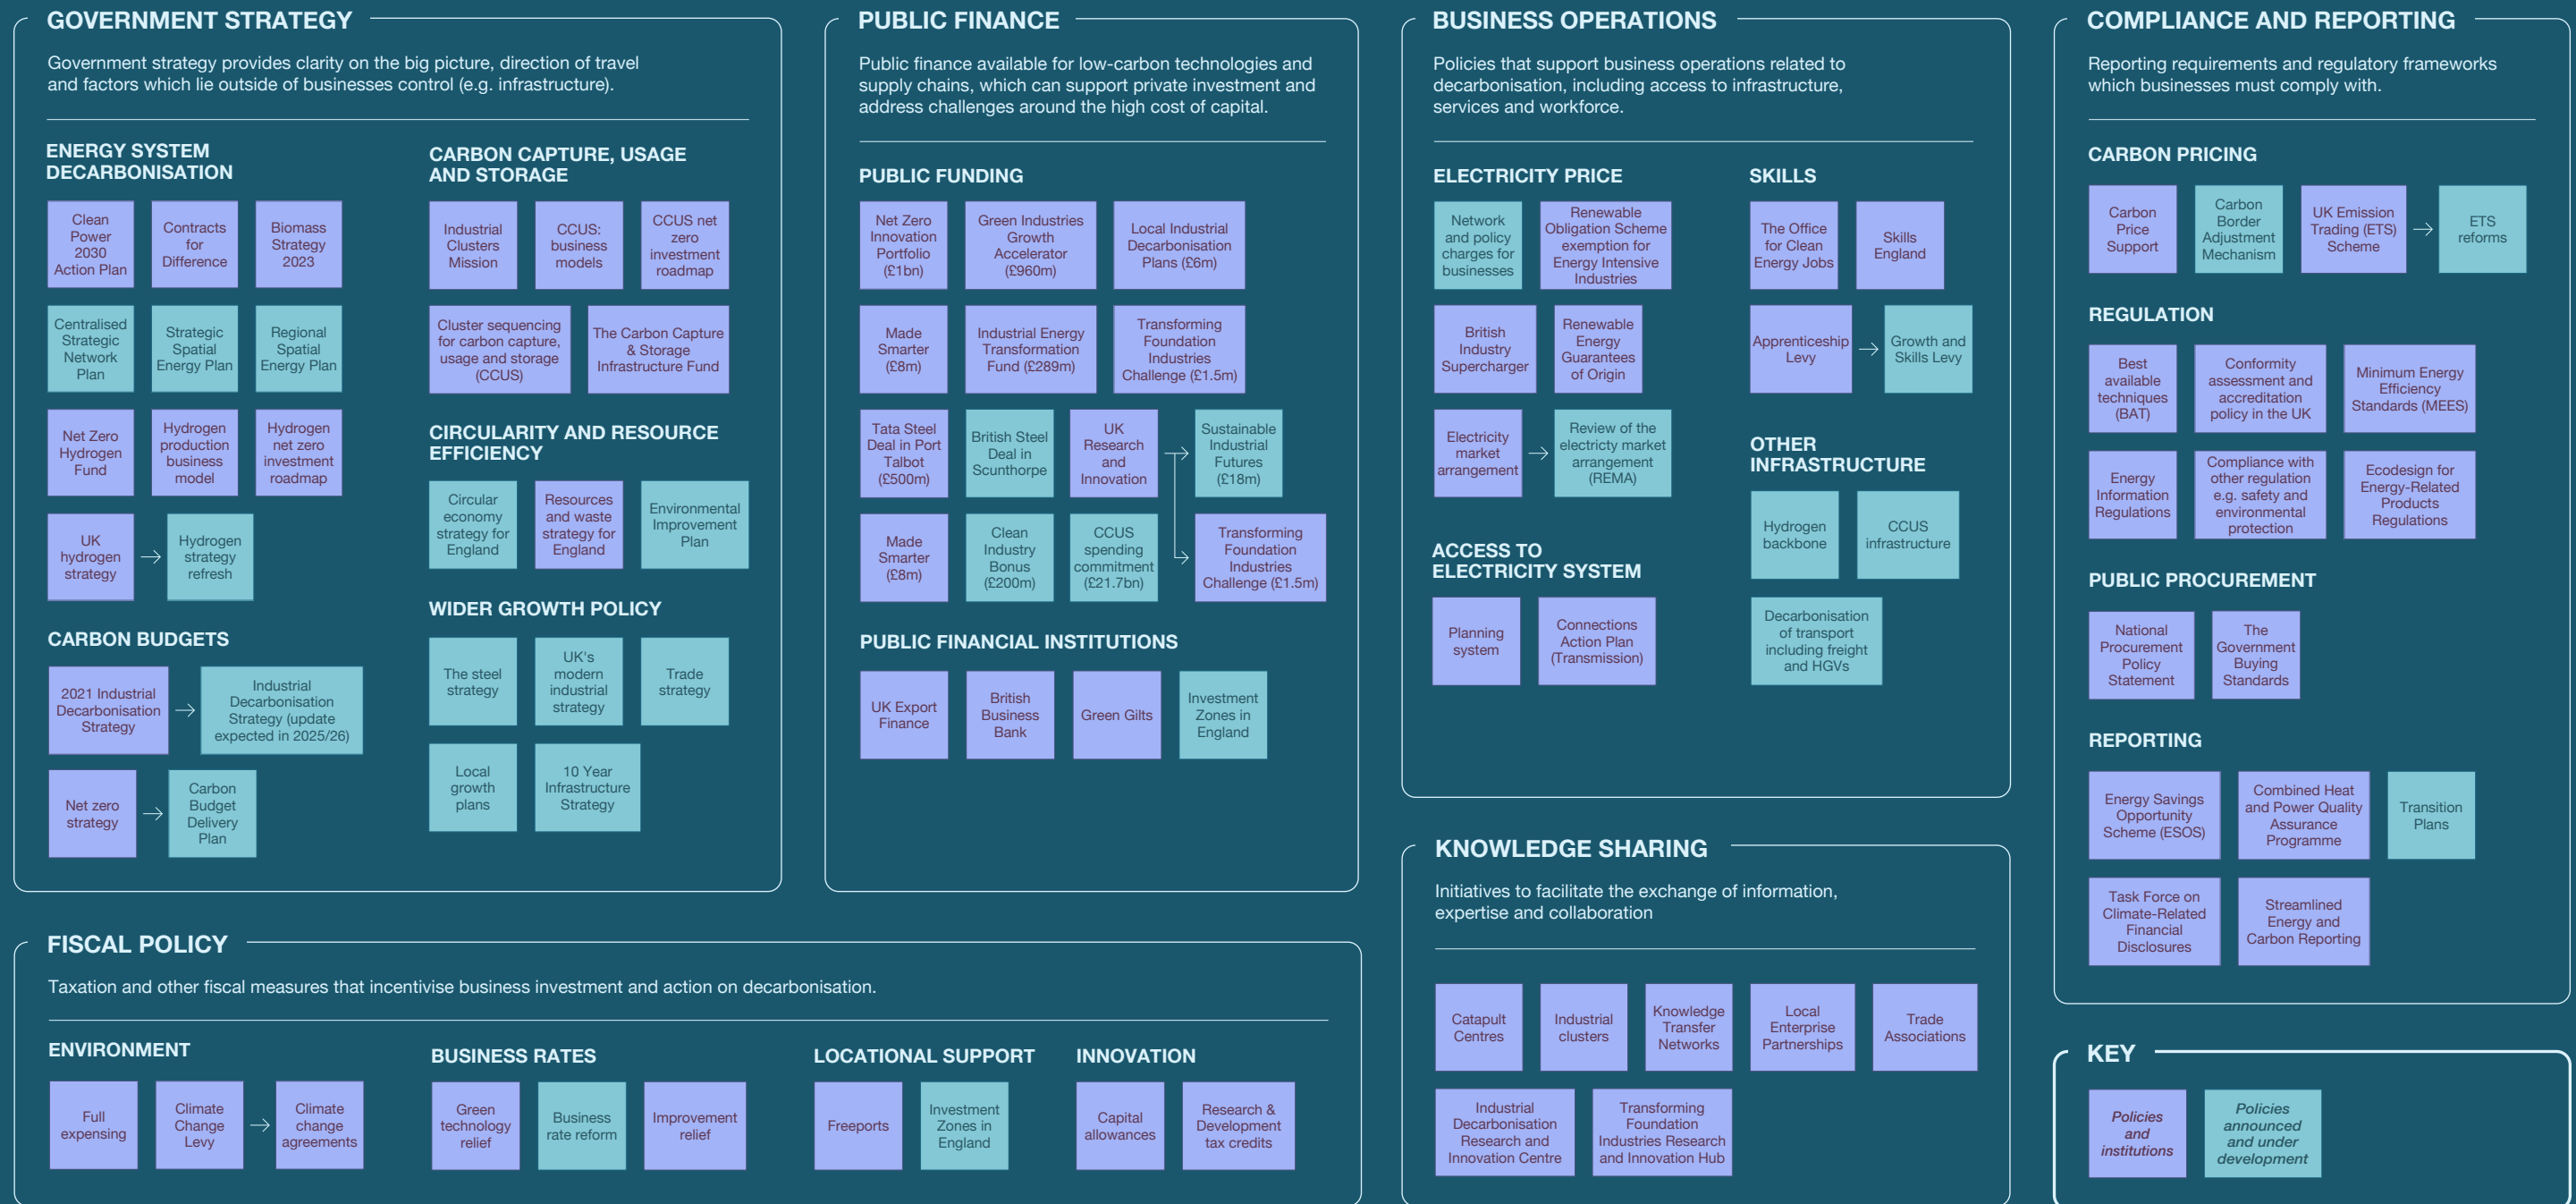 GOVERNMENT STRATEGY
Government strategy provides clarity on the big picture, direction of travel
and factors which lie outside of businesses control (e.g. infrastructure).
ENERGY SYSTEM
DECARBONISATION
Clean
Power
2030
Action Plan
Contracts
for
Difference
Biomass
Strategy
2023
Centralised
Strategic
Network
Plan
Strategic
Spatial
Energy Plan
Regional
Spatial
Energy Plan
Net Zero
Hydrogen
Fund
Hydrogen
production
business
model
Hydrogen
net zero
investment
roadmap
UK
hydrogen
strategy
Hydrogen
strategy
refresh
CARBON BUDGETS
2021 Industrial
Decarbonisation
Strategy
Industrial
Decarbonisation
Strategy (update
expected in 2025/26)
Net zero
strategy
Carbon
Budget
Delivery
Plan
CARBON CAPTURE, USAGE
AND STORAGE
Industrial
Clusters
Mission
CCUS:
business
models
CCUS net
zero
investment
roadmap
Cluster sequencing
for carbon capture,
usage and storage
(CCUS)
The Carbon Capture
& Storage
Infrastructure Fund
CIRCULARITY AND RESOURCE
EFFICIENCY
Circular
economy
strategy for
England
Resources
and waste
strategy for
England
Environmental
Improvement
Plan
WIDER GROWTH POLICY
The steel
strategy
UK's
modern
industrial
strategy
Trade
strategy
Local
growth
plans
10 Year
Infrastructure
Strategy
PUBLIC FINANCE
Public finance available for low-carbon technologies and
supply chains, which can support private investment and
address challenges around the high cost of capital.
PUBLIC FUNDING
Net Zero
Innovation
Portfolio
(£1bn)
Green Industries
Growth
Accelerator
(£960m)
Local Industrial
Decarbonisation
Plans (£6m)
Made
Smarter
(£8m)
Industrial Energy
Transformation
Fund (£289m)
Transforming
Foundation
Industries
Challenge (£1.5m)
Tata Steel
Deal in Port
Talbot
(£500m)
British Steel
Deal in
Scunthorpe
UK
Research
and
Innovation
Sustainable
Industrial
Futures
(£18m)
Made
Smarter
(£8m)
Clean
Industry
Bonus
(£200m)
CCUS
spending
commitment
(£21.7bn)
Transforming
Foundation
Industries
Challenge (£1.5m)
PUBLIC FINANCIAL INSTITUTIONS
UK Export
Finance
British
Business
Bank
Green Gilts
Investment
Zones in
England
BUSINESS OPERATIONS
Policies that support business operations related to
decarbonisation, including access to infrastructure,
services and workforce.
ELECTRICITY PRICE
Network
and policy
charges for
businesses
Renewable
Obligation Scheme
exemption for
Energy Intensive
Industries
British
Industry
Supercharger
Renewable
Energy
Guarantees
of Origin
Electricity
market
arrangement
Review of the
electricty market
arrangement
(REMA)
ACCESS TO
ELECTRICITY SYSTEM
Planning
system
Connections
Action Plan
(Transmission)
SKILLS
The Office
for Clean
Energy Jobs
Skills
England
Apprenticeship
Levy
Growth and
Skills Levy
OTHER
INFRASTRUCTURE
Hydrogen
backbone
CCUS
infrastructure
Decarbonisation
of transport
including freight
and HGVs
COMPLIANCE AND REPORTING
Reporting requirements and regulatory frameworks
which businesses must comply with.
CARBON PRICING
Carbon
Price
Support
Carbon
Border
Adjustment
Mechanism
UK Emission
Trading (ETS)
Scheme
ETS
reforms
REGULATION
Best
available
techniques
(BAT)
Conformity
assessment and
accreditation
policy in the UK
Minimum Energy
Efficiency
Standards (MEES)
Energy
Information
Regulations
Compliance with
other regulation
e.g. safety and
environmental
protection
Ecodesign for
Energy-Related
Products
Regulations
PUBLIC PROCUREMENT
National
Procurement
Policy
Statement
The
Government
Buying
Standards
REPORTING
Energy Savings
Opportunity
Scheme (ESOS)
Combined Heat
and Power Quality
Assurance
Programme
Transition
Plans
Task Force on
Climate-Related
Financial
Disclosures
Streamlined
Energy and
Carbon Reporting
FISCAL POLICY
Taxation and other fiscal measures that incentivise business investment and action on decarbonisation.
ENVIRONMENT
Full
expensing
Climate
Change
Levy
Climate
change
agreements
BUSINESS RATES
Green
technology
relief
Business
rate reform
Improvement
relief
LOCATIONAL SUPPORT
Freeports
Investment
Zones in
England
INNOVATION
Capital
allowances
Research &
Development
tax credits
KNOWLEDGE SHARING
Initiatives to facilitate the exchange of information,
expertise and collaboration
Catapult
Centres
Industrial
clusters
Knowledge
Transfer
Networks
Local
Enterprise
Partnerships
Trade
Associations
Industrial
Decarbonisation
Research and
Innovation Centre
Transforming
Foundation
Industries Research
and Innovation Hub
KEY
Policies
and
institutions
Policies
announced
and under
development